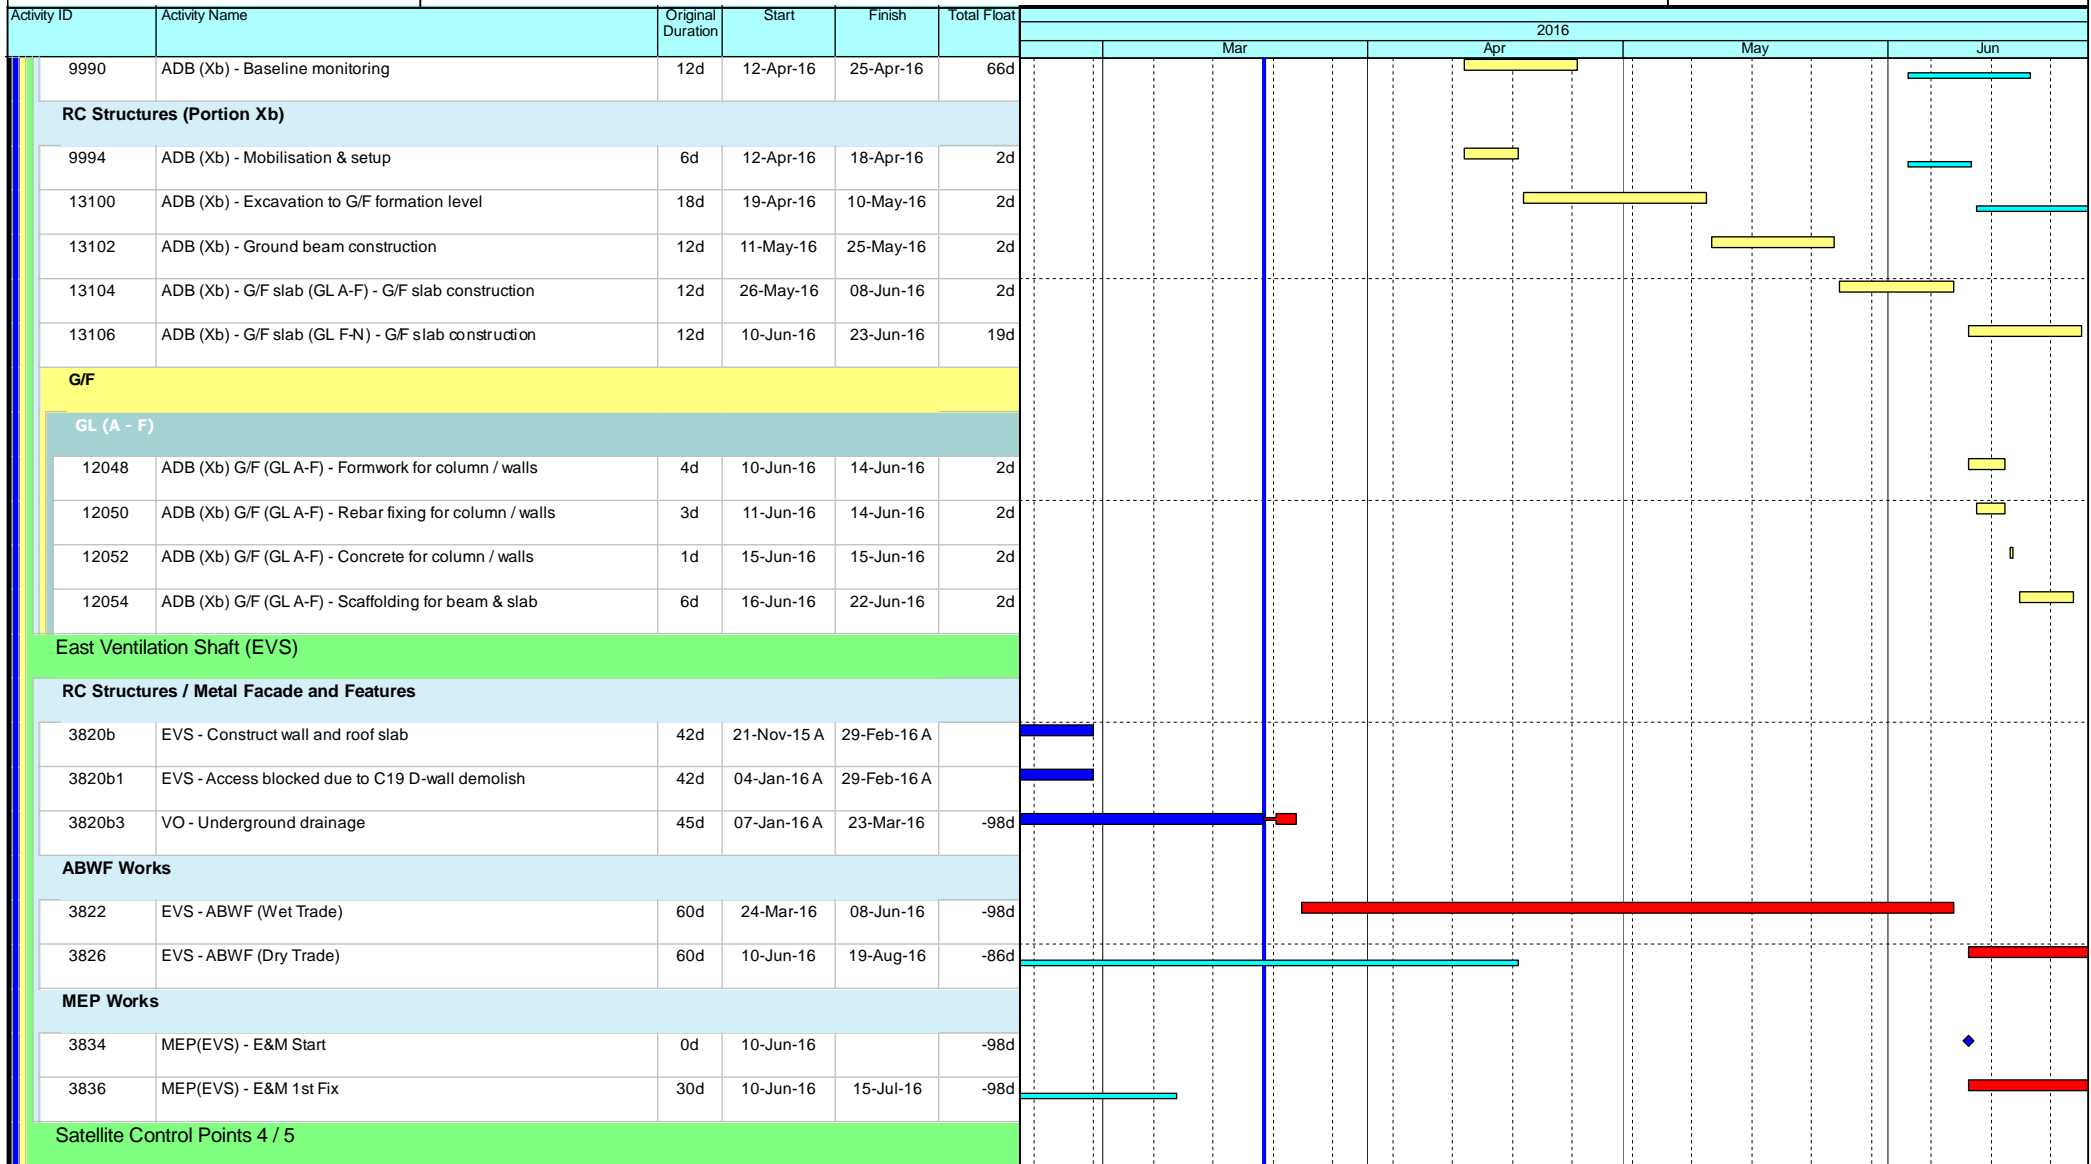 Activity ID Activity Name Original Duration Start Finish Total Float
2016
Mar Apr May Jun
9990 ADB (Xb) - Baseline monitoring 12d 12-Apr-16 25-Apr-16 66d
RC Structures (Portion Xb)
9994 ADB (Xb) - Mobilisation & setup 6d 12-Apr-16 18-Apr-16 2d
13100 ADB (Xb) - Excavation to G/F formation level 18d 19-Apr-16 10-May-16 2d
13102 ADB (Xb) - Ground beam construction 12d 11-May-16 25-May-16 2d
13104 ADB (Xb) - G/F slab (GL A-F) - G/F slab construction 12d 26-May-16 08-Jun-16 2d
13106 ADB (Xb) - G/F slab (GL F-N) - G/F slab construction 12d 10-Jun-16 23-Jun-16 19d
G/F
GL (A - F)
12048 ADB (Xb) G/F (GL A-F) - Formwork for column / walls 4d 10-Jun-16 14-Jun-16 2d
12050 ADB (Xb) G/F (GL A-F) - Rebar fixing for column / walls 3d 11-Jun-16 14-Jun-16 2d
12052 ADB (Xb) G/F (GL A-F) - Concrete for column / walls 1d 15-Jun-16 15-Jun-16 2d
12054 ADB (Xb) G/F (GL A-F) - Scaffolding for beam & slab 6d 16-Jun-16 22-Jun-16 2d
East Ventilation Shaft (EVS)
RC Structures / Metal Facade and Features
3820b EVS - Construct wall and roof slab 42d 21-Nov-15 A 29-Feb-16 A
3820b1 EVS - Access blocked due to C19 D-wall demolish 42d 04-Jan-16 A 29-Feb-16 A
3820b3 VO - Underground drainage 45d 07-Jan-16 A 23-Mar-16 -98d
ABWF Works
3822 EVS - ABWF (Wet Trade) 60d 24-Mar-16 08-Jun-16 -98d
3826 EVS - ABWF (Dry Trade) 60d 10-Jun-16 19-Aug-16 -86d
MEP Works
3834 MEP(EVS) - E&M Start 0d 10-Jun-16 -98d
3836 MEP(EVS) - E&M 1st Fix 30d 10-Jun-16 15-Jul-16 -98d
Satellite Control Points 4 / 5